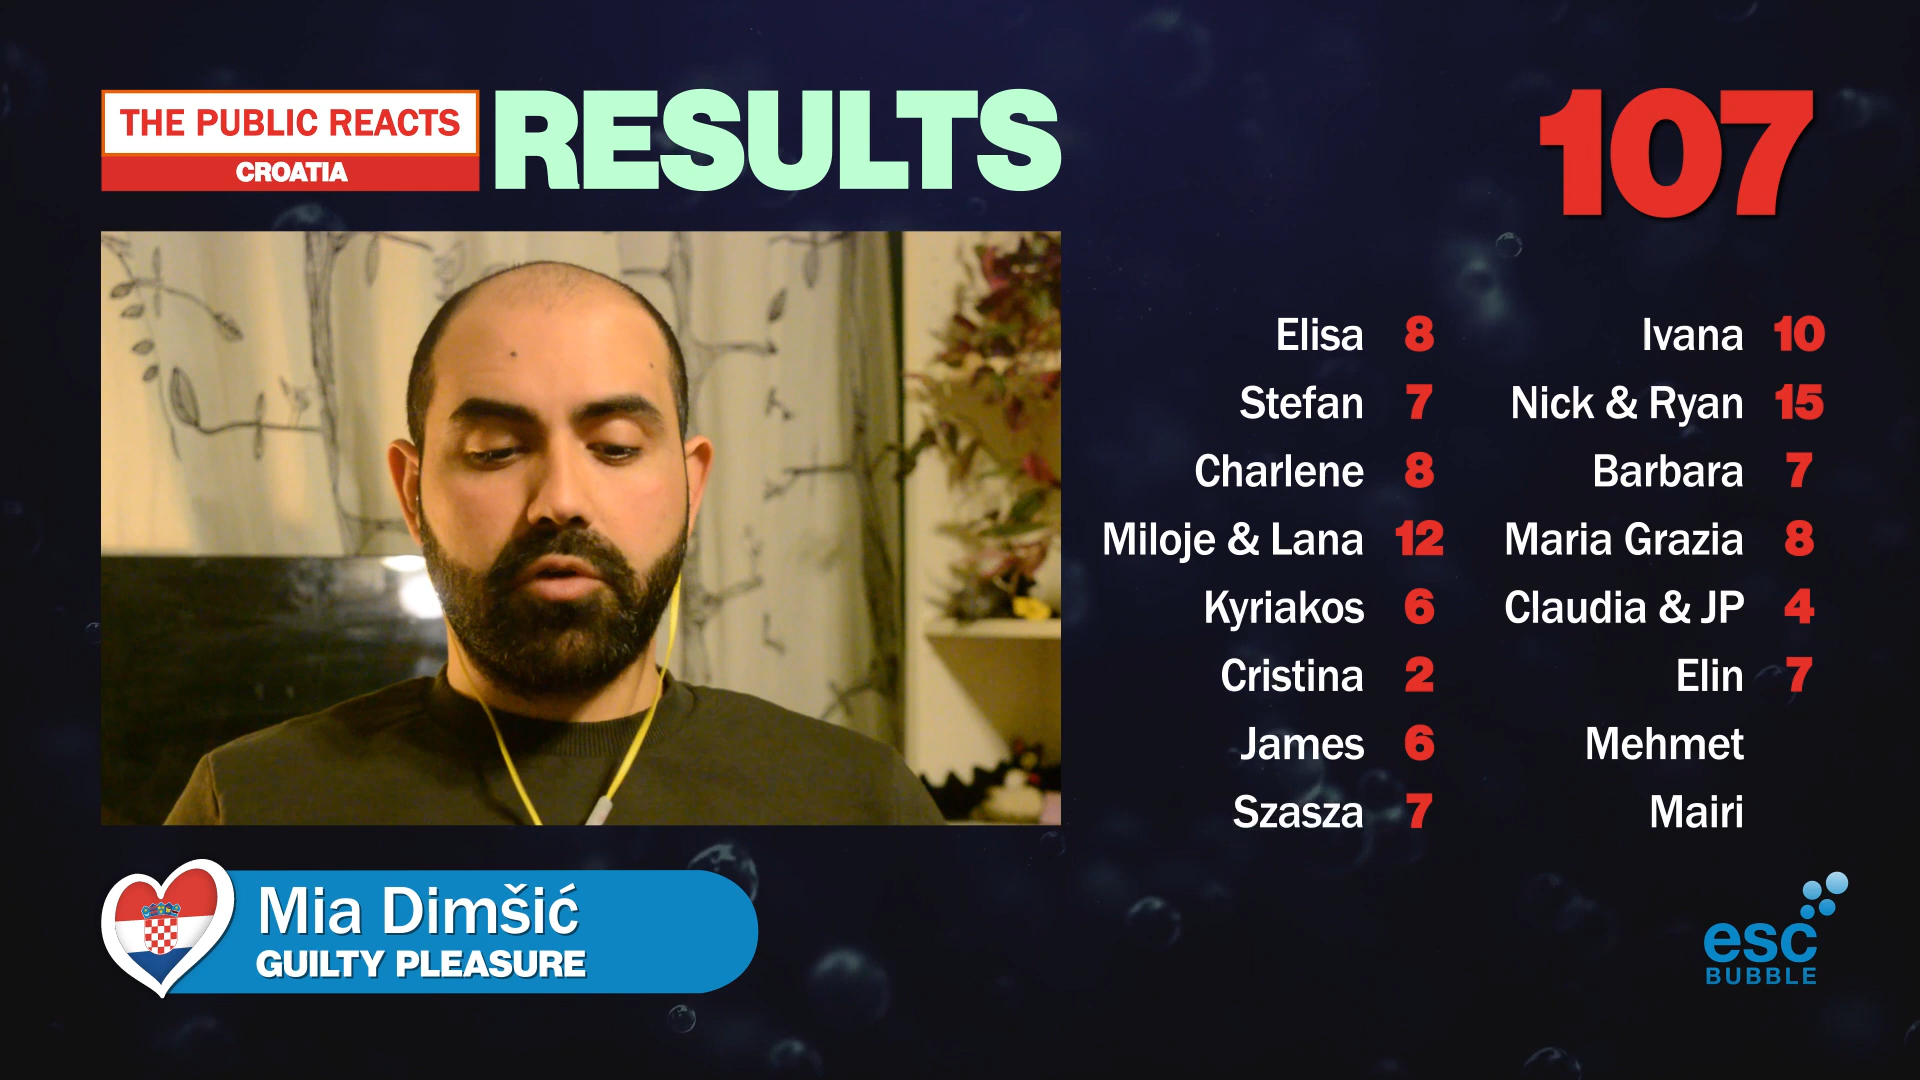 THE PUBLIC REACTS
CROATIA
RESULTS
107
Elisa 8
Stefan 7
Charlene 8
Miloje & Lana 12
Kyriakos 6
Cristina 2
James 6
Szasza 7
Ivana 10
Nick & Ryan 15
Barbara 7
Maria Grazia 8
Claudia & JP 4
Elin 7
Mehmet
Mairi
Mia Dimšić
GUILTY PLEASURE
esc
BUBBLE